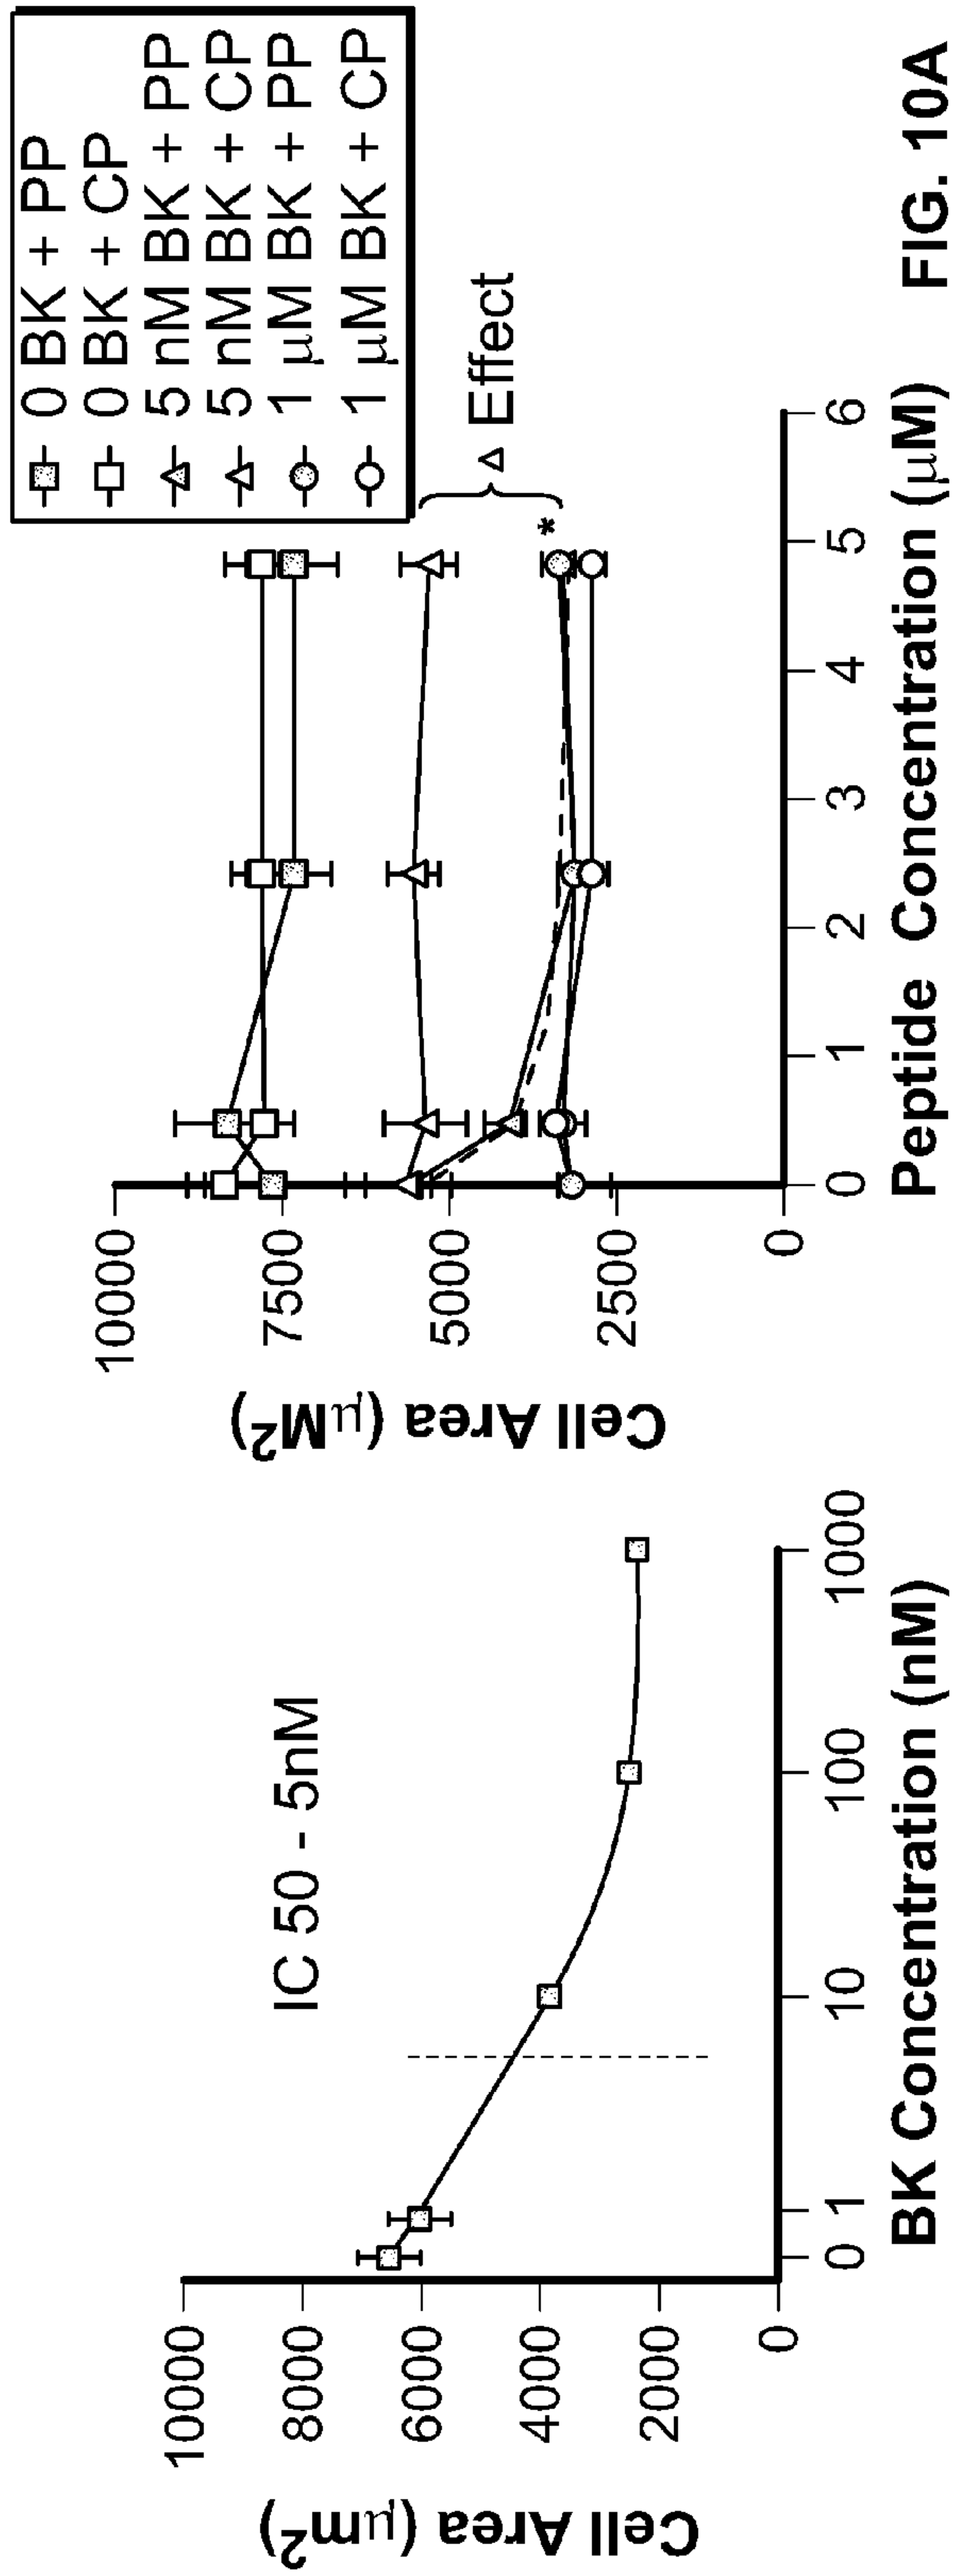 10000
8000
6000
4000
2000
0
Cell Area (μm²)
0 1 10 100 1000
BK Concentration (nM)
IC 50 - 5nM
10000
7500
5000
2500
0
Cell Area (μM²)
0 1 2 3 4 5 6
Peptide Concentration (μM)
0 BK + PP
0 BK + CP
5 nM BK + PP
5 nM BK + CP
1 μM BK + PP
1 μM BK + CP
Δ Effect
*
FIG. 10A